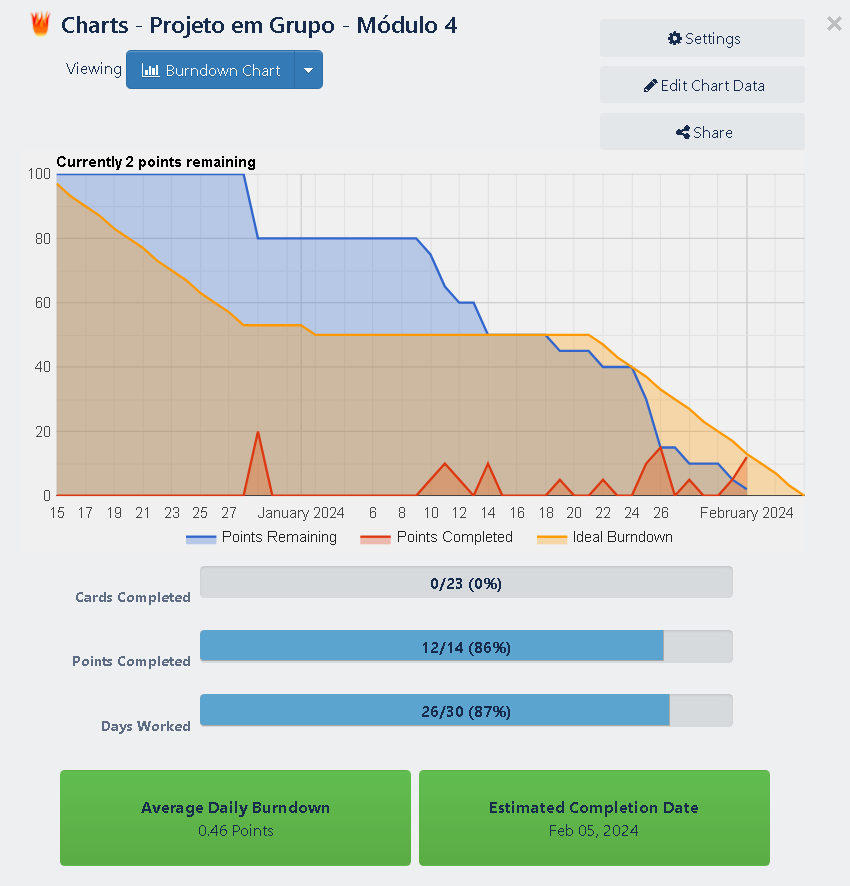 Charts - Projeto em Grupo - Módulo 4
×
Settings
Viewing Burndown Chart
Edit Chart Data
Share
Currently 2 points remaining
100
80
60
40
20
0
15 17 19 21 23 25 27 January 2024 6 8 10 12 14 16 18 20 22 24 26 February 2024
Points Remaining Points Completed Ideal Burndown
Cards Completed 0/23 (0%)
Points Completed 12/14 (86%)
Days Worked 26/30 (87%)
Average Daily Burndown Estimated Completion Date
0.46 Points Feb 05, 2024